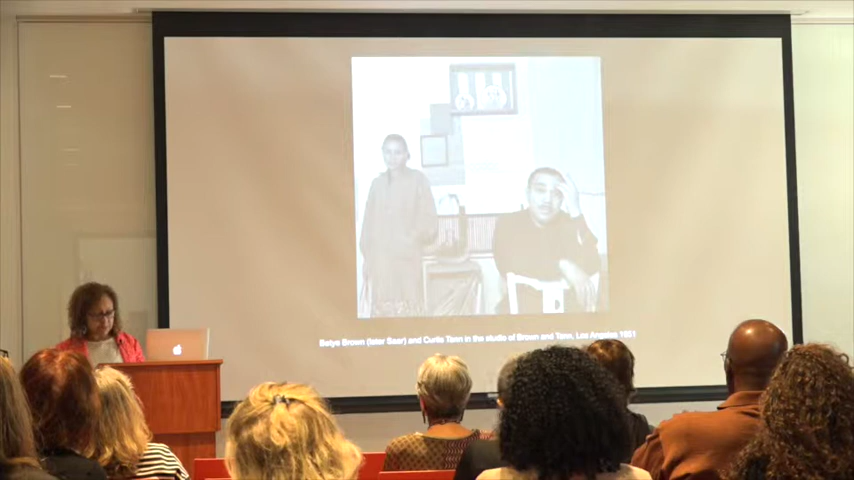 Betye Brown (later Saar) and Curtis Tann in the studio of Brown and Tann, Los Angeles 1951